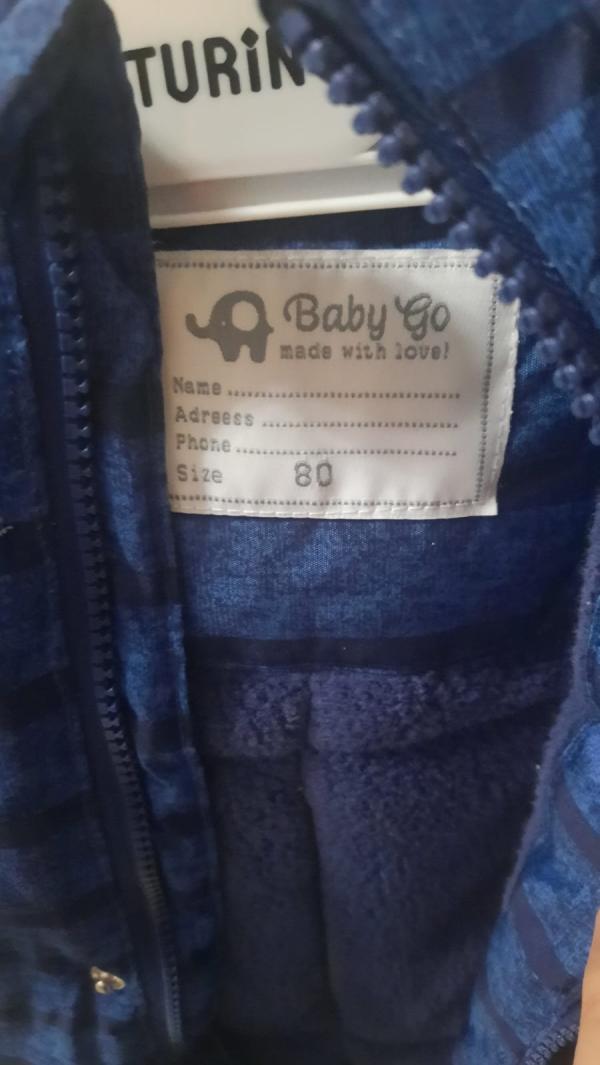 TURIN
Baby Go
made with love!
Name
Adreess
Phone
Size 80